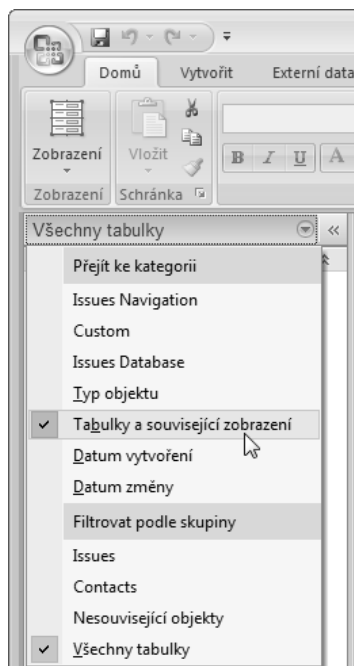 Domů Vytvořit Externí data
Zobrazení Vložit
B I U A
Zobrazení Schránka
Všechny tabulky
Přejít ke kategorii
Issues Navigation
Custom
Issues Database
Typ objektu
Tabulky a související zobrazení
Datum vytvoření
Datum změny
Filtrovat podle skupiny
Issues
Contacts
Nesouvisející objekty
Všechny tabulky